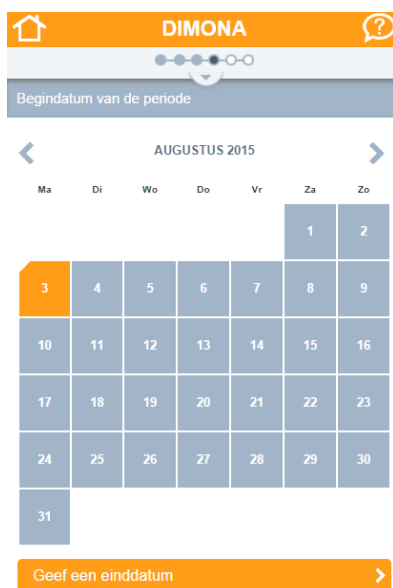 DIMONA
?
Begindatum van de periode
AUGUSTUS 2015
Ma Di Wo Do Vr Za Zo
1 2
3 4 5 6 7 8 9
10 11 12 13 14 15 16
17 18 19 20 21 22 23
24 25 26 27 28 29 30
31
Geef een einddatum